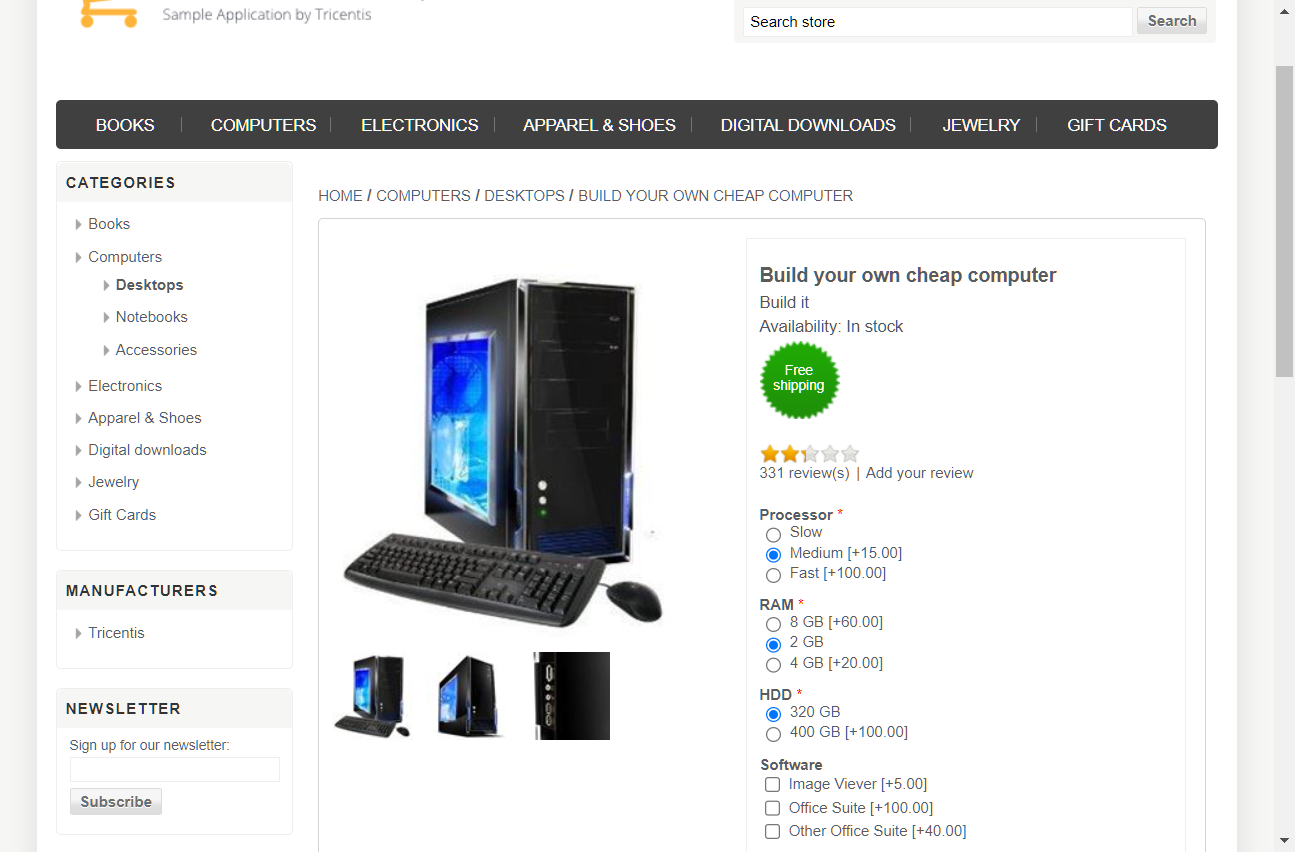 Sample Application by Tricentis
Search store
Search
BOOKS
COMPUTERS
ELECTRONICS
APPAREL & SHOES
DIGITAL DOWNLOADS
JEWELRY
GIFT CARDS
CATEGORIES
Books
Computers
Desktops
Notebooks
Accessories
Electronics
Apparel & Shoes
Digital downloads
Jewelry
Gift Cards
MANUFACTURERS
Tricentis
NEWSLETTER
Sign up for our newsletter:
Subscribe
HOME / COMPUTERS / DESKTOPS / BUILD YOUR OWN CHEAP COMPUTER
Build your own cheap computer
Build it
Availability: In stock
Free
shipping
331 review(s) | Add your review
Processor *
Slow
Medium [+15.00]
Fast [+100.00]
RAM *
8 GB [+60.00]
2 GB
4 GB [+20.00]
HDD *
320 GB
400 GB [+100.00]
Software
Image Viever [+5.00]
Office Suite [+100.00]
Other Office Suite [+40.00]